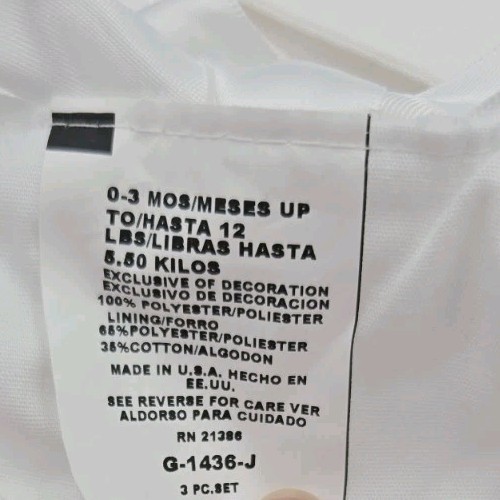 0-3 MOS/MESES UP
TO/HASTA 12
LBS/LIBRAS HASTA
5.50 KILOS
EXCLUSIVE OF DECORATION
EXCLUSIVO DE DECORACION
100% POLYESTER/POLIESTER
LINING/FORRO
65%POLYESTER/POLIESTER
35%COTTON/ALGODON
MADE IN U.S.A. HECHO EN
EE.UU.
SEE REVERSE FOR CARE VER
ALDORSO PARA CUIDADO
RN 21386
G-1436-J
3 PC.SET